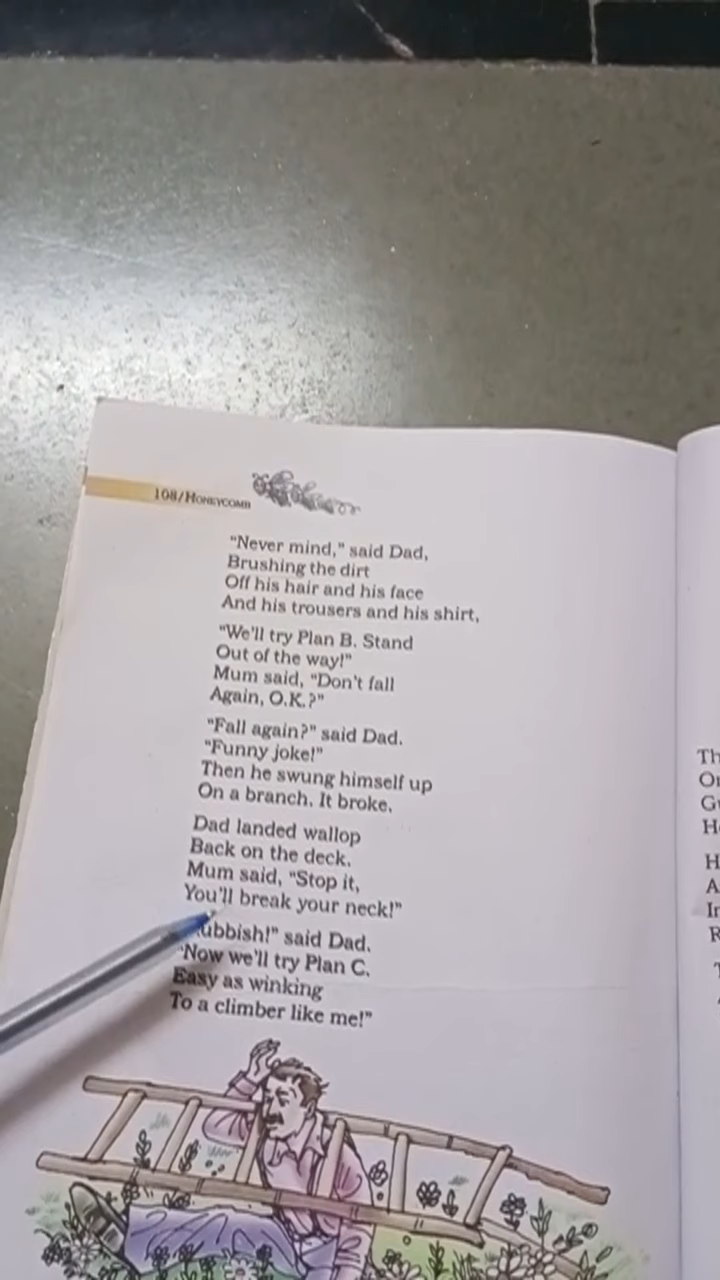 108/HONEYCOMB
"Never mind," said Dad,
Brushing the dirt
Off his hair and his face
And his trousers and his shirt,
"We'll try Plan B. Stand
Out of the way!"
Mum said, "Don't fall
Again, O.K.?"
"Fall again?" said Dad.
"Funny joke!"
Then he swung himself up
On a branch. It broke.
Dad landed wallop
Back on the deck.
Mum said, "Stop it,
You'll break your neck!"
ubbish!" said Dad.
"Now we'll try Plan C.
Easy as winking
To a climber like me!"